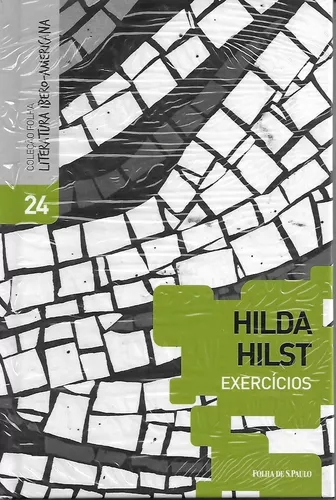 COLEÇÃO FOLHA
LITERATURA IBERO-AMERICANA
24
HILDA
HILST
EXERCÍCIOS
FOLHA DE S.PAULO